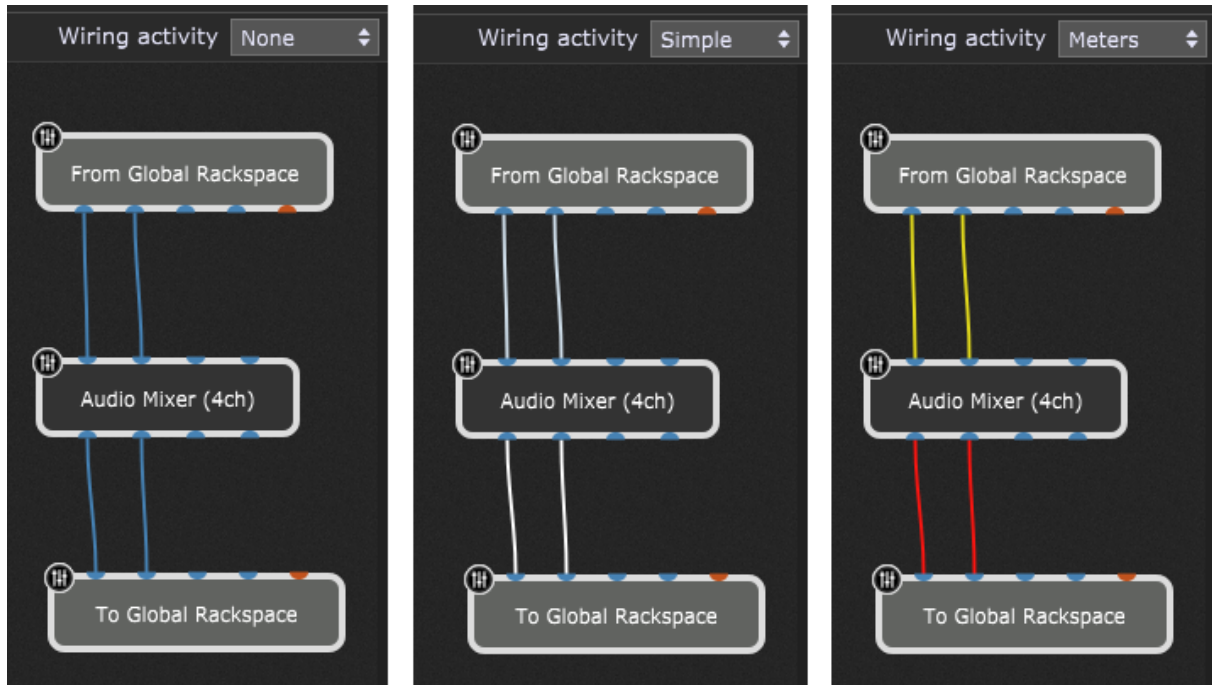 Wiring activity None
From Global Rackspace
Audio Mixer (4ch)
To Global Rackspace
Wiring activity Simple
From Global Rackspace
Audio Mixer (4ch)
To Global Rackspace
Wiring activity Meters
From Global Rackspace
Audio Mixer (4ch)
To Global Rackspace